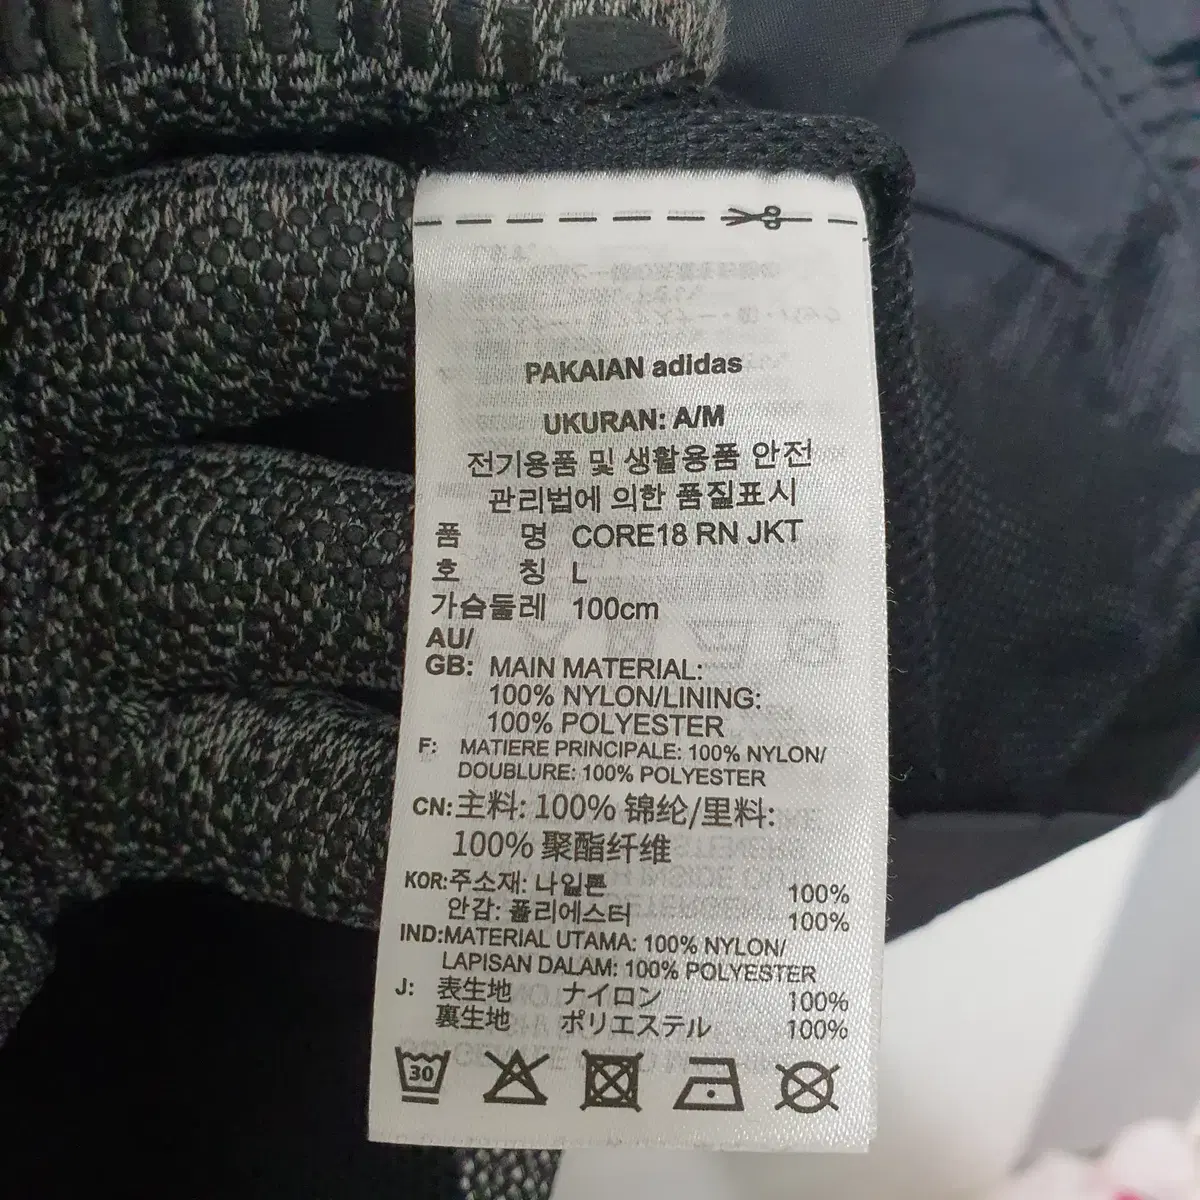 PAKAIAN adidas
UKURAN: A/M
전기용품 및 생활용품 안전
관리법에 의한 품질표시
품 명 CORE18 RN JKT
호 칭 L
가슴둘레 100cm
AU/
GB: MAIN MATERIAL:
100% NYLON/LINING:
100% POLYESTER
F: MATIERE PRINCIPALE: 100% NYLON/
DOUBLURE: 100% POLYESTER
CN:主料: 100% 锦纶/里料:
100% 聚酯纤维
KOR:주소재: 나일론 100%
안감: 폴리에스터 100%
IND:MATERIAL UTAMA: 100% NYLON/
LAPISAN DALAM: 100% POLYESTER
J: 表生地 ナイロン 100%
裏生地 ポリエステル 100%
30